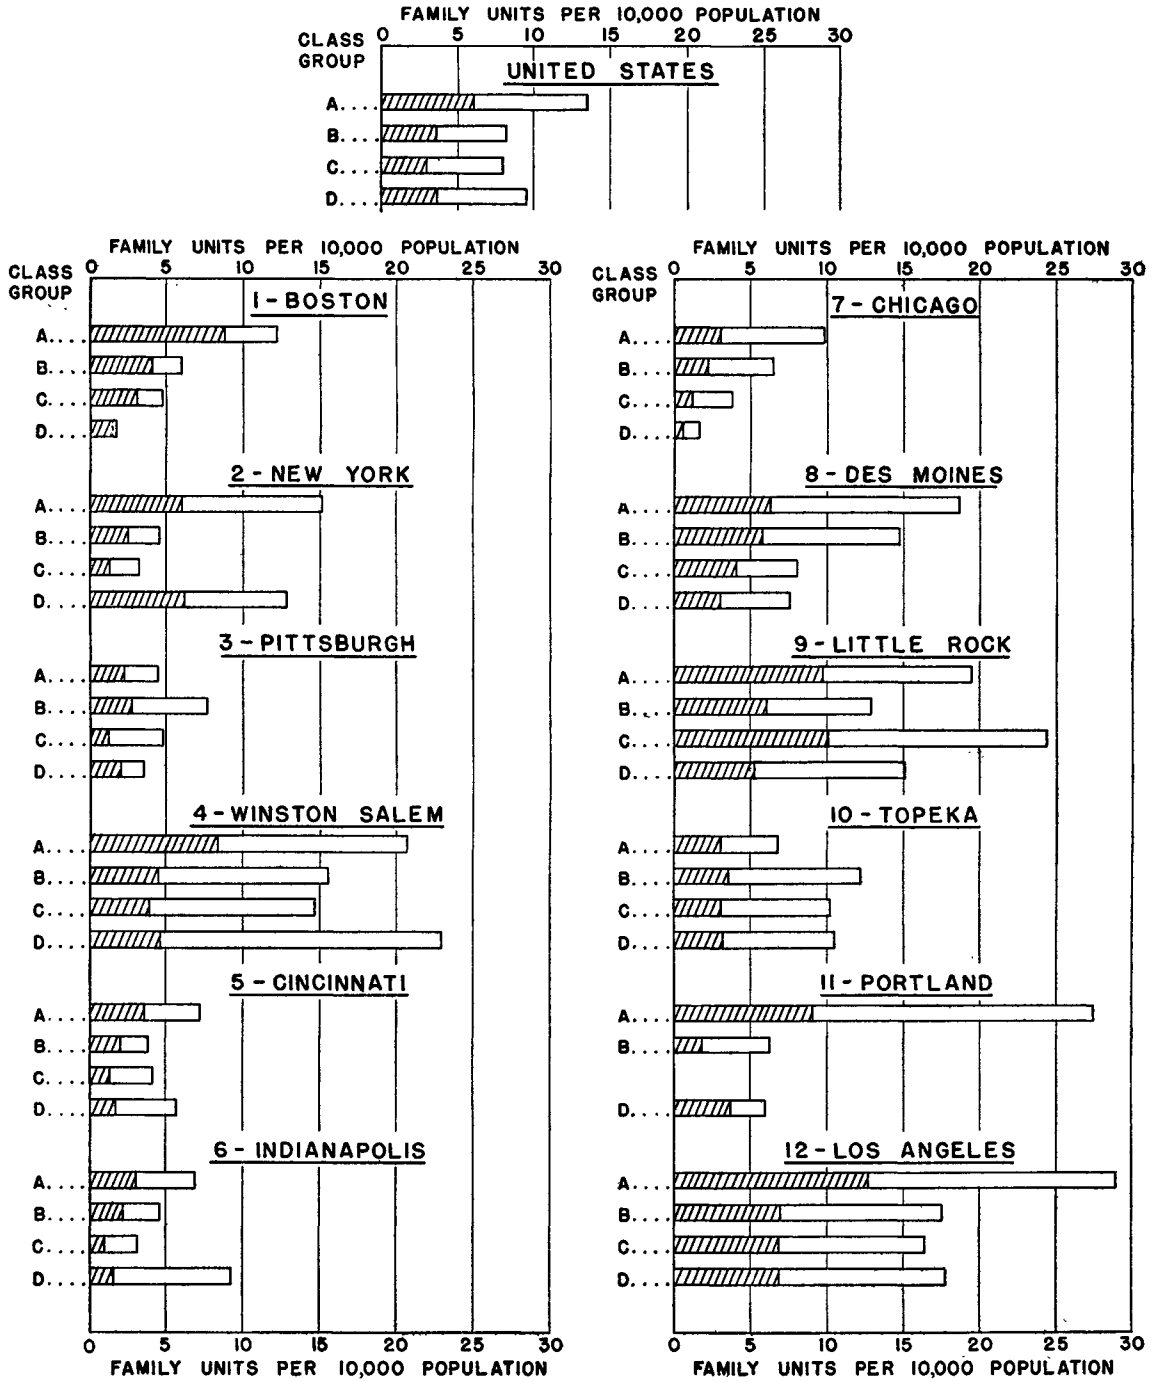 FAMILY UNITS PER 10,000 POPULATION
0 5 10 15 20 25 30
CLASS
GROUP
UNITED STATES
A....
B....
C....
D....
FAMILY UNITS PER 10,000 POPULATION
0 5 10 15 20 25 30
CLASS
GROUP
1 - BOSTON
A....
B....
C....
D....
2 - NEW YORK
A....
B....
C....
D....
3 - PITTSBURGH
A....
B....
C....
D....
4 - WINSTON SALEM
A....
B....
C....
D....
5 - CINCINNATI
A....
B....
C....
D....
6 - INDIANAPOLIS
A....
B....
C....
D....
0 5 10 15 20 25 30
FAMILY UNITS PER 10,000 POPULATION
FAMILY UNITS PER 10,000 POPULATION
0 5 10 15 20 25 30
CLASS
GROUP
7 - CHICAGO
A....
B....
C....
D....
8 - DES MOINES
A....
B....
C....
D....
9 - LITTLE ROCK
A....
B....
C....
D....
10 - TOPEKA
A....
B....
C....
D....
11 - PORTLAND
A....
B....
D....
12 - LOS ANGELES
A....
B....
C....
D....
0 5 10 15 20 25 30
FAMILY UNITS PER 10,000 POPULATION